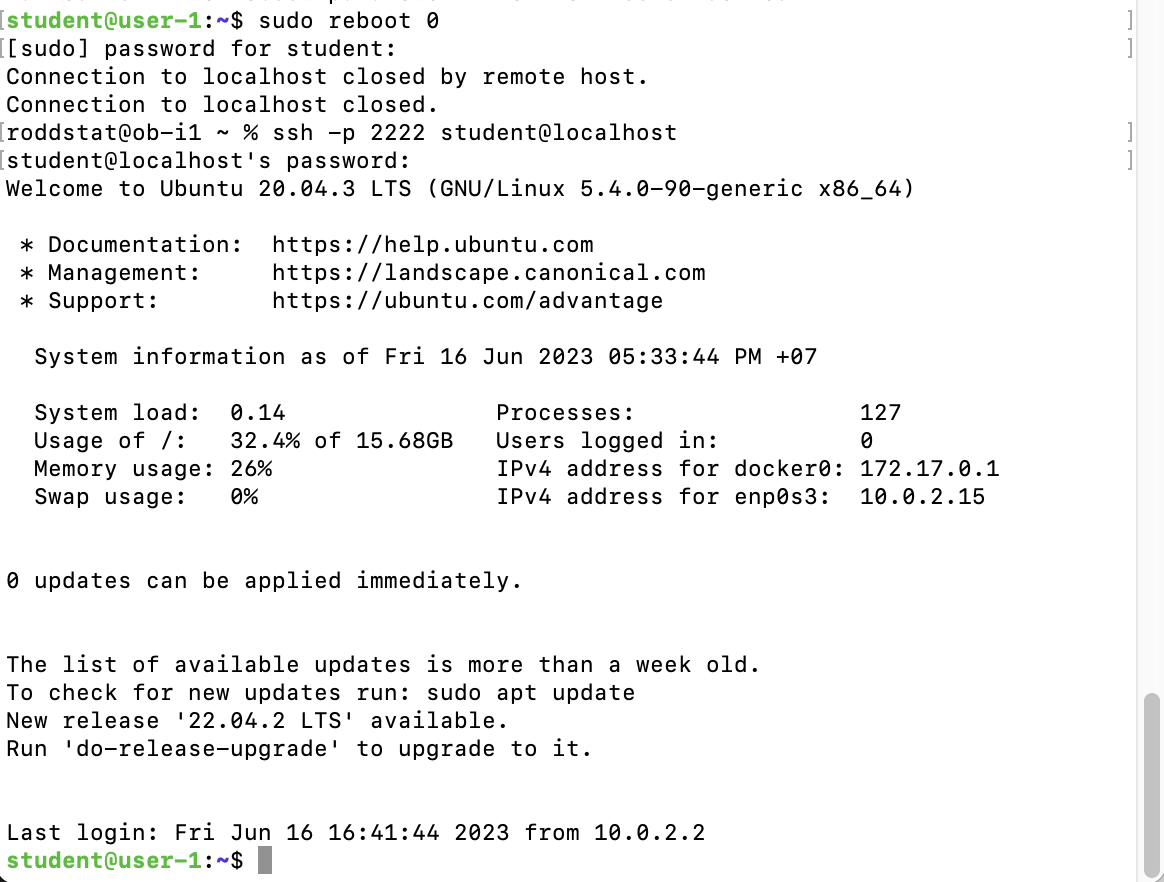 [student@user-1:~$ sudo reboot 0 ]
[[sudo] password for student: ]
Connection to localhost closed by remote host.
Connection to localhost closed.
[roddstat@ob-i1 ~ % ssh -p 2222 student@localhost ]
[student@localhost's password: ]
Welcome to Ubuntu 20.04.3 LTS (GNU/Linux 5.4.0-90-generic x86_64)
* Documentation: https://help.ubuntu.com
* Management: https://landscape.canonical.com
* Support: https://ubuntu.com/advantage
System information as of Fri 16 Jun 2023 05:33:44 PM +07
System load: 0.14 Processes: 127
Usage of /: 32.4% of 15.68GB Users logged in: 0
Memory usage: 26% IPv4 address for docker0: 172.17.0.1
Swap usage: 0% IPv4 address for enp0s3: 10.0.2.15
0 updates can be applied immediately.
The list of available updates is more than a week old.
To check for new updates run: sudo apt update
New release '22.04.2 LTS' available.
Run 'do-release-upgrade' to upgrade to it.
Last login: Fri Jun 16 16:41:44 2023 from 10.0.2.2
student@user-1:~$